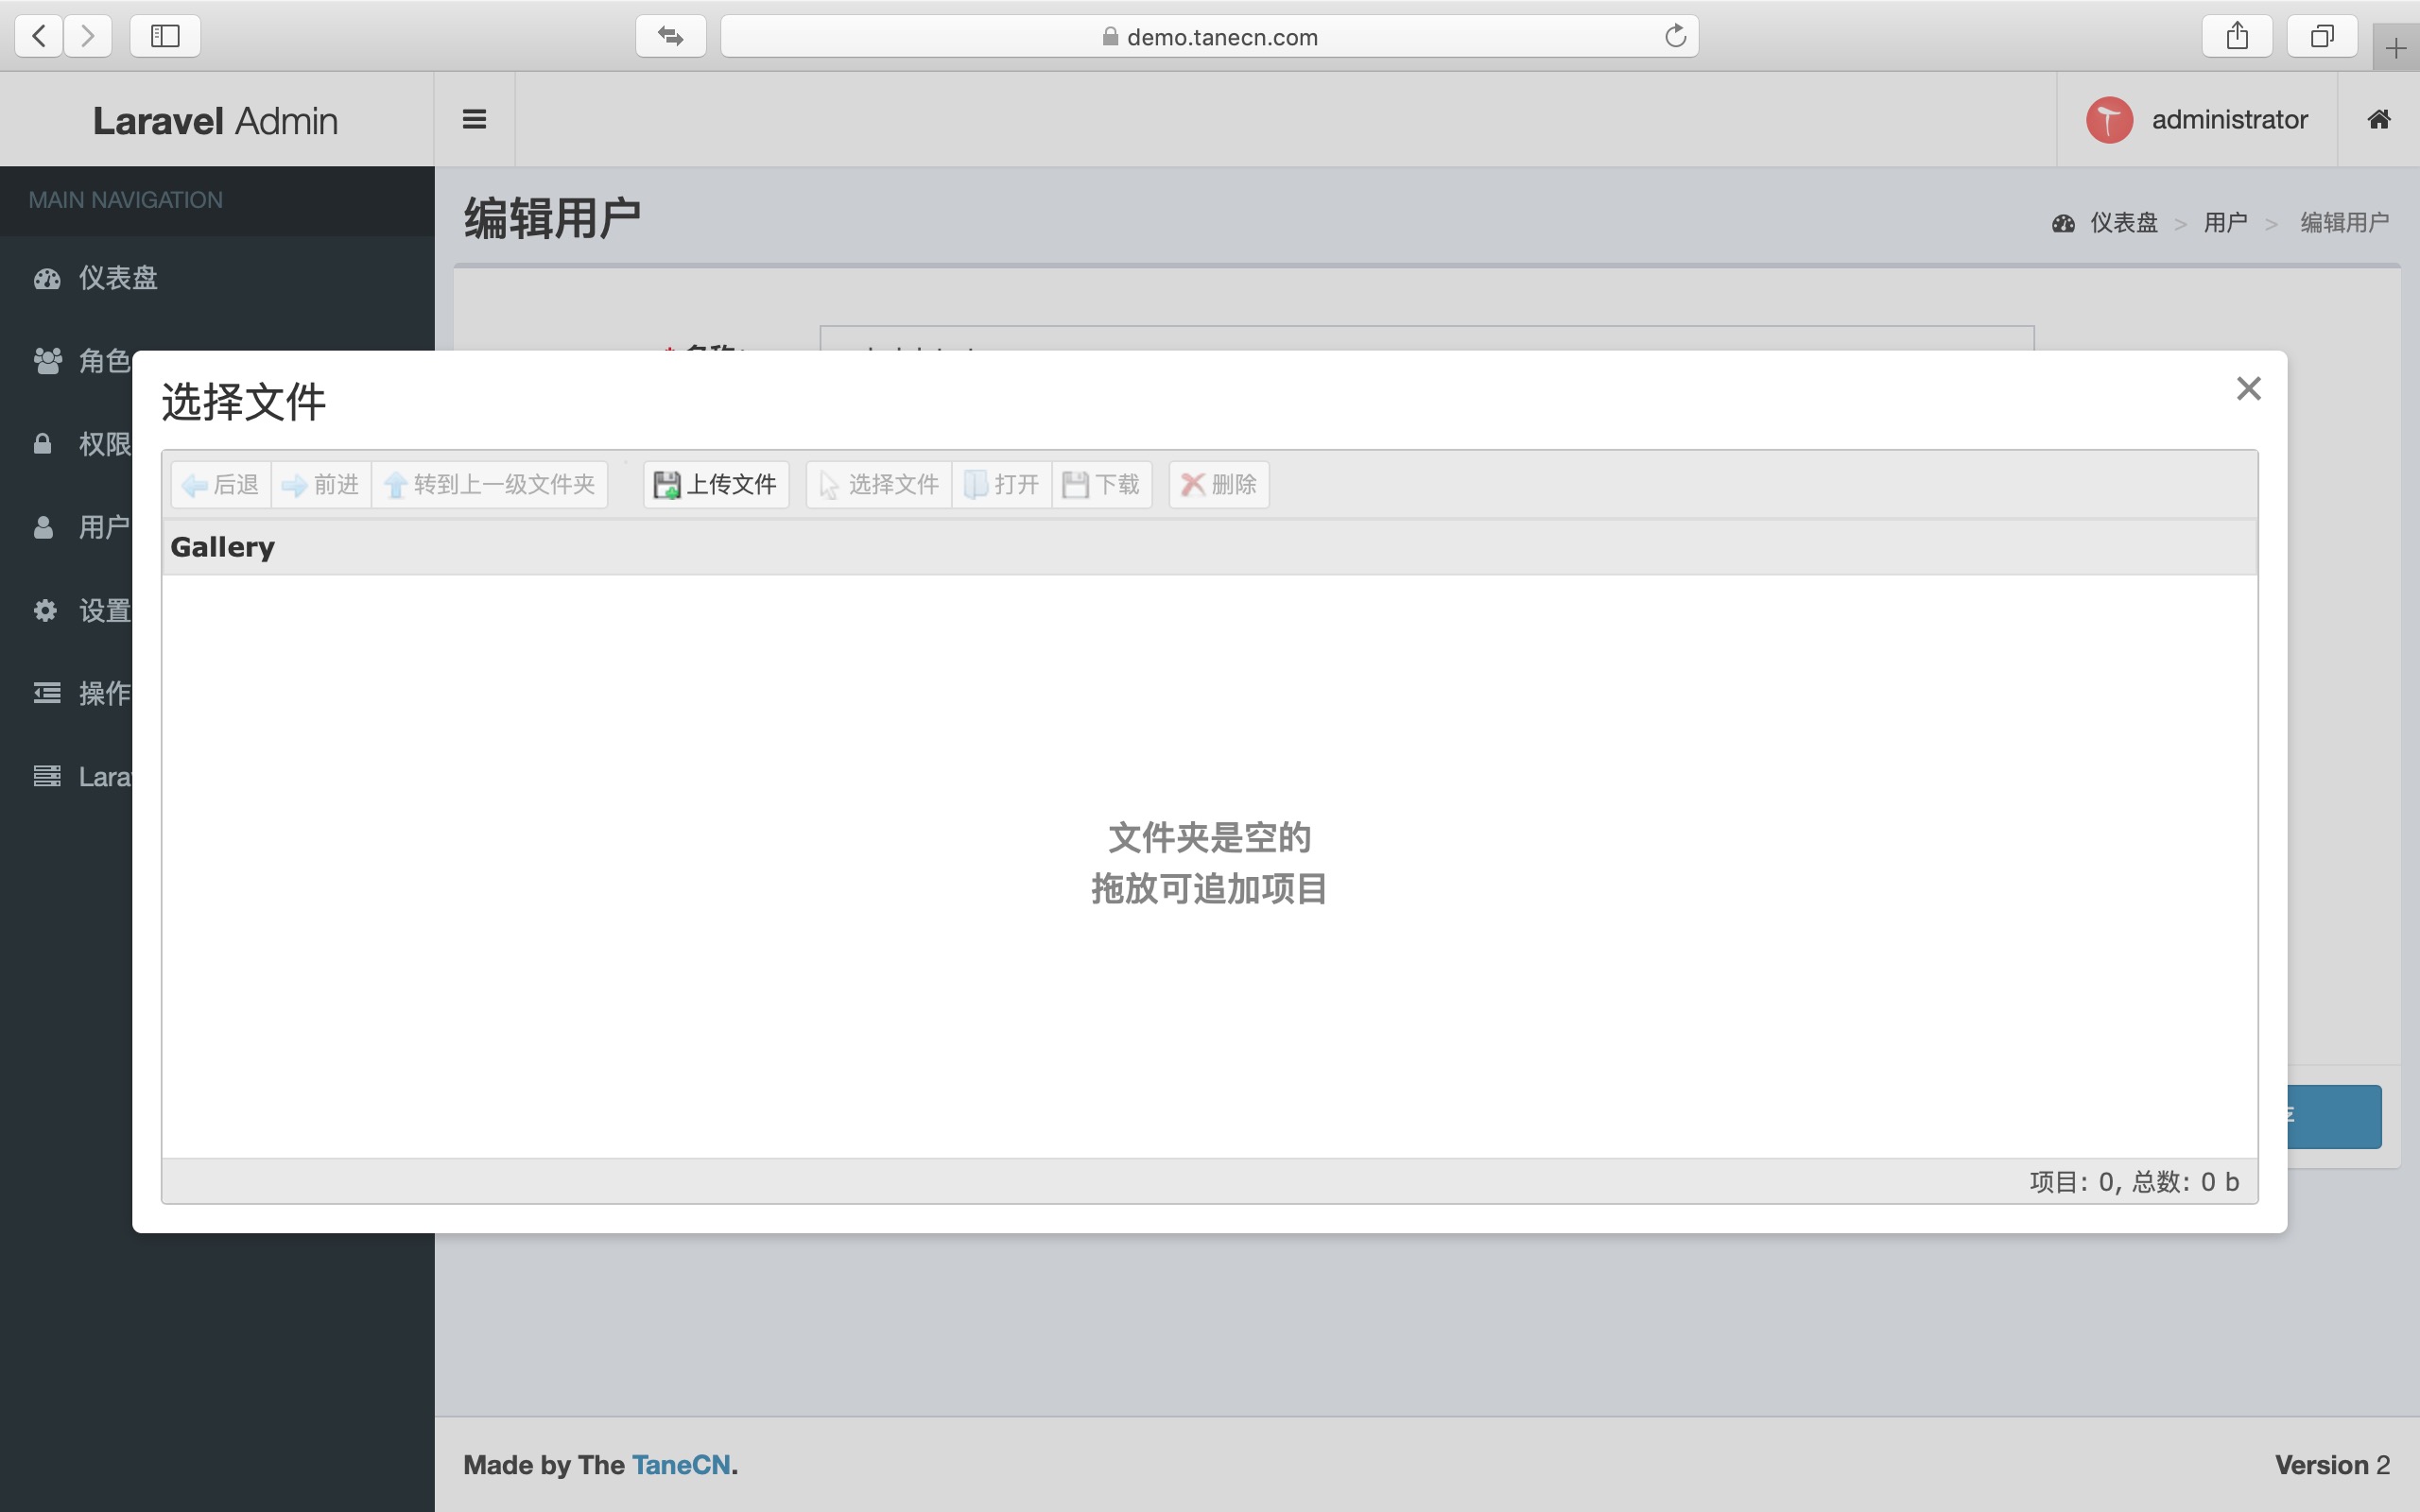 demo.tanecn.com
Laravel Admin
administrator
MAIN NAVIGATION
编辑用户
仪表盘 > 用户 > 编辑用户
仪表盘
角色
权限
用户
设置
操作
选择文件
后退 前进 转到上一级文件夹 上传文件 选择文件 打开 下载 删除
Gallery
文件夹是空的
拖放可追加项目
项目: 0, 总数: 0 b
Made by The TaneCN.
Version 2